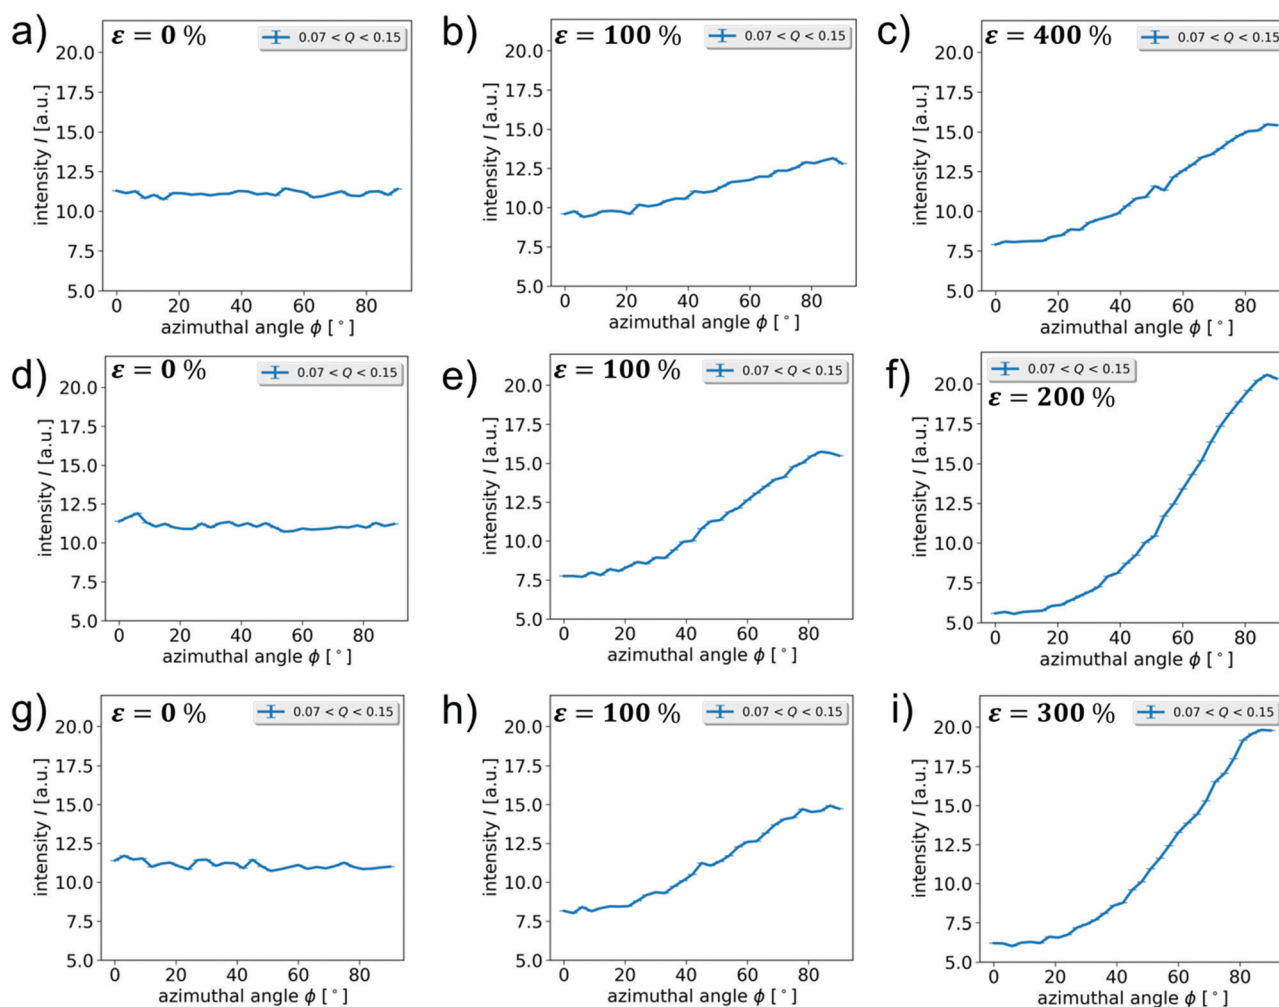 a)
ε = 0 %
0.07 < Q < 0.15
20.0
17.5
15.0
12.5
10.0
7.5
5.0
intensity I [a.u.]
0 20 40 60 80
azimuthal angle ϕ [°]
b)
ε = 100 %
0.07 < Q < 0.15
20.0
17.5
15.0
12.5
10.0
7.5
5.0
intensity I [a.u.]
0 20 40 60 80
azimuthal angle ϕ [°]
c)
ε = 400 %
0.07 < Q < 0.15
20.0
17.5
15.0
12.5
10.0
7.5
5.0
intensity I [a.u.]
0 20 40 60 80
azimuthal angle ϕ [°]
d)
ε = 0 %
0.07 < Q < 0.15
20.0
17.5
15.0
12.5
10.0
7.5
5.0
intensity I [a.u.]
0 20 40 60 80
azimuthal angle ϕ [°]
e)
ε = 100 %
0.07 < Q < 0.15
20.0
17.5
15.0
12.5
10.0
7.5
5.0
intensity I [a.u.]
0 20 40 60 80
azimuthal angle ϕ [°]
f)
0.07 < Q < 0.15
ε = 200 %
20.0
17.5
15.0
12.5
10.0
7.5
5.0
intensity I [a.u.]
0 20 40 60 80
azimuthal angle ϕ [°]
g)
ε = 0 %
0.07 < Q < 0.15
20.0
17.5
15.0
12.5
10.0
7.5
5.0
intensity I [a.u.]
0 20 40 60 80
azimuthal angle ϕ [°]
h)
ε = 100 %
0.07 < Q < 0.15
20.0
17.5
15.0
12.5
10.0
7.5
5.0
intensity I [a.u.]
0 20 40 60 80
azimuthal angle ϕ [°]
i)
ε = 300 %
0.07 < Q < 0.15
20.0
17.5
15.0
12.5
10.0
7.5
5.0
intensity I [a.u.]
0 20 40 60 80
azimuthal angle ϕ [°]